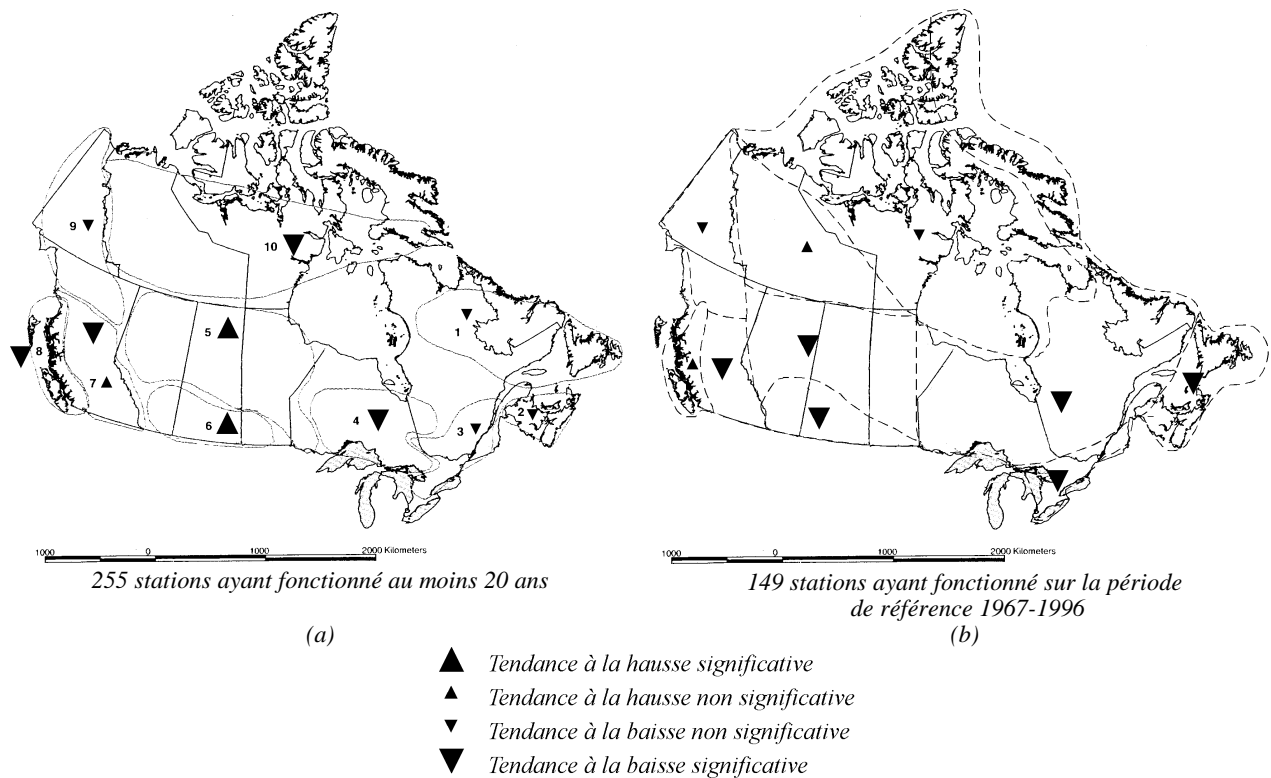 9
10
5
1
8
7
6
4
3
2
1000 0 1000 2000 Kilometers
1000 0 1000 2000 Kilometers
255 stations ayant fonctionné au moins 20 ans
(a)
149 stations ayant fonctionné sur la période
de référence 1967-1996
(b)
Tendance à la hausse significative
Tendance à la hausse non significative
Tendance à la baisse non significative
Tendance à la baisse significative